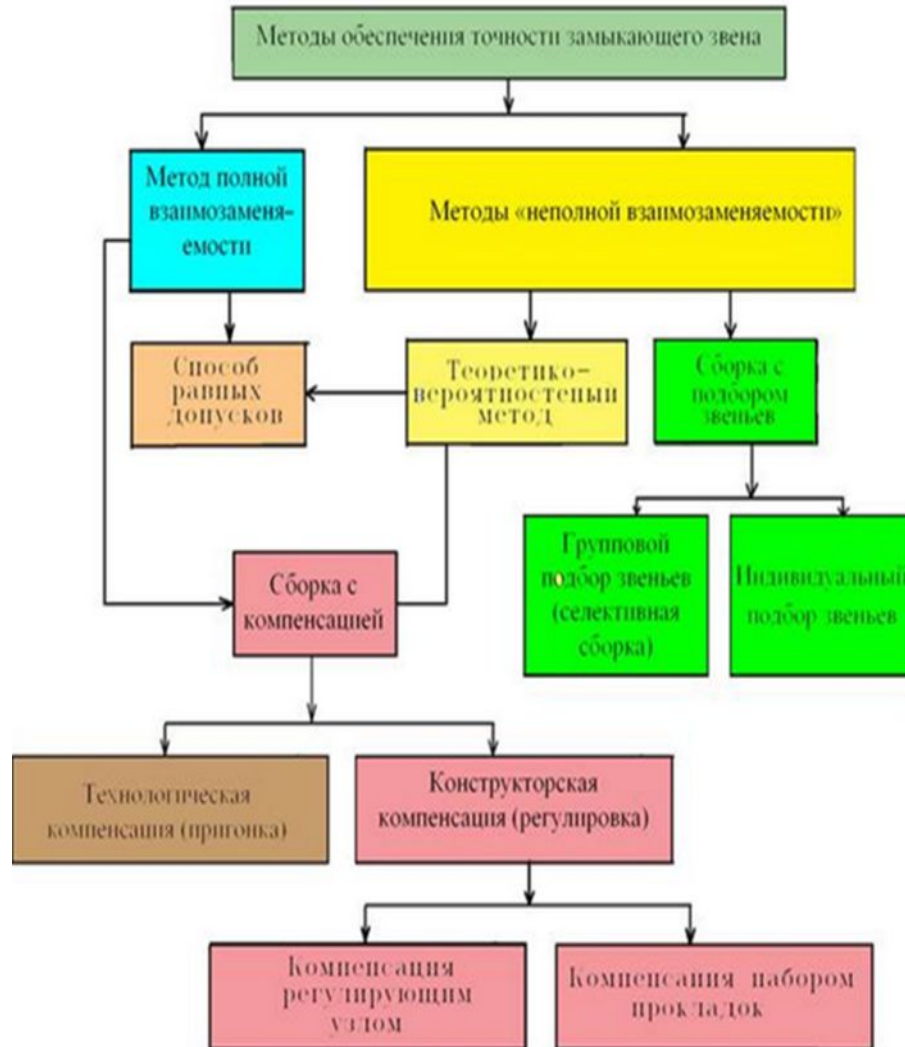 Методы обеспечения точности замыкающего звена
Метод полной
взаимозаменя-
емости
Методы «неполной взаимозаменяемости»
Способ
равных
допусков
Теоретико-
вероятностеный
метод
Сборка с
подбором
звеньев
Групповой
подбор звеньев
(селективная
сборка)
Индивидуальный
подбор звеньев
Сборка с
компенсацией
Технологическая
компенсация (пригонка)
Конструкторская
компенсация (регулировка)
Компенсация
регулирующим
узлом
Компенсация набором
прокладок